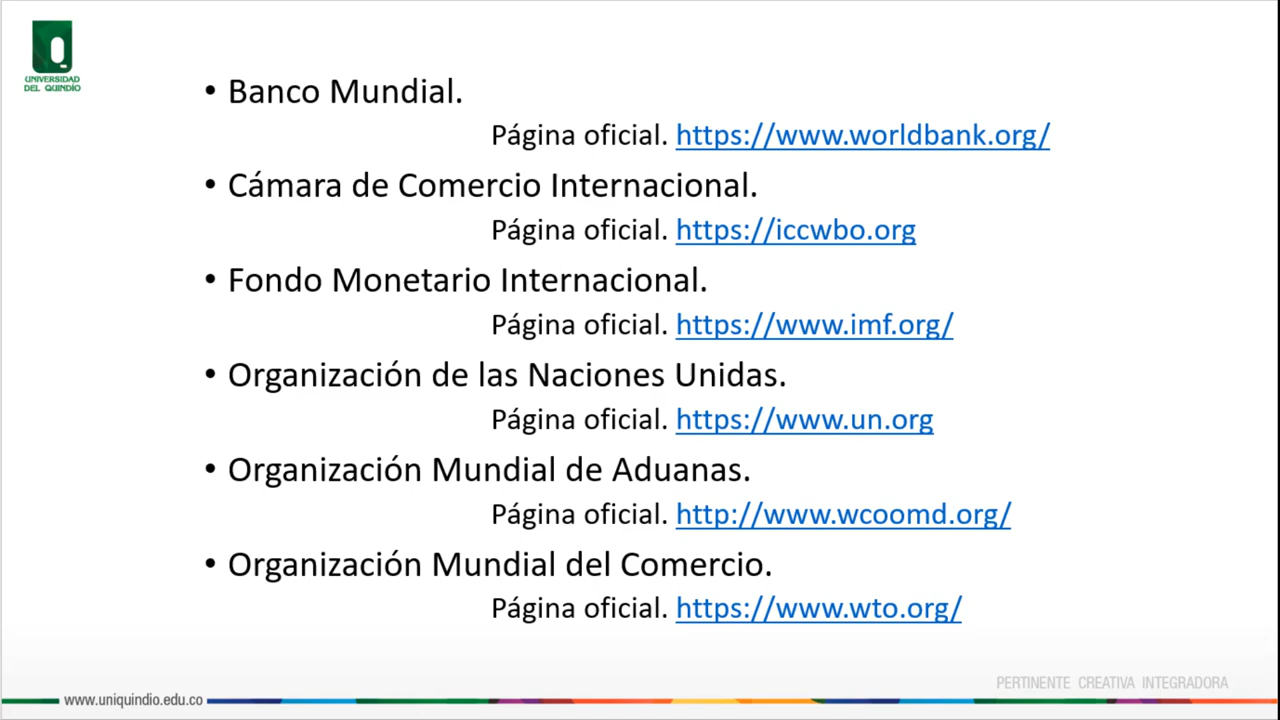 UNIVERSIDAD
DEL QUINDÍO
• Banco Mundial.
Página oficial. https://www.worldbank.org/
• Cámara de Comercio Internacional.
Página oficial. https://iccwbo.org
• Fondo Monetario Internacional.
Página oficial. https://www.imf.org/
• Organización de las Naciones Unidas.
Página oficial. https://www.un.org
• Organización Mundial de Aduanas.
Página oficial. http://www.wcoomd.org/
• Organización Mundial del Comercio.
Página oficial. https://www.wto.org/
PERTINENTE CREATIVA INTEGRADORA
www.uniquindio.edu.co